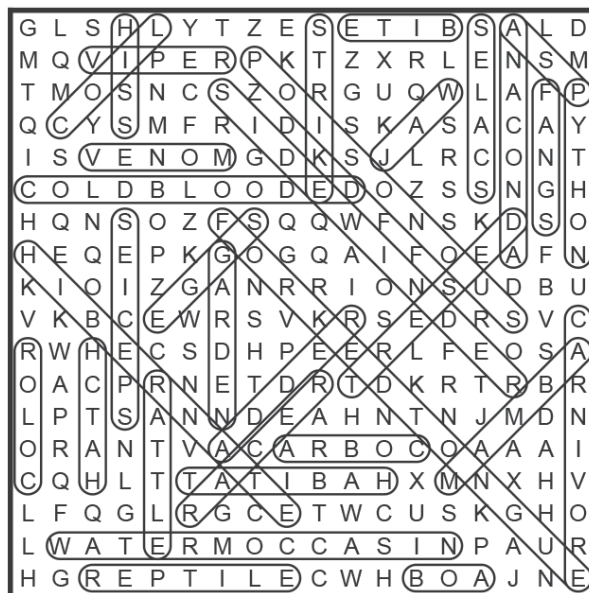 G L S H L Y T Z E S E T I B S A L D
M Q V I P E R P K T Z X R L E N S M
T M O S N C S Z O R G U Q W L A F P
Q C Y S M F R I D I S K A S A C A Y
I S V E N O M G D K S J L R C O N T
C O L D B L O O D E D O Z S S N G H
H Q N S O Z F S Q Q W F N S K D S O
H E Q E P K G O G Q A I F O E A F N
K I O I Z G A N R R I O N S U D B U
V K B C E W R S V K R S E D R S V C
R W H E C S D H P E E R L F E O S A
O A C P R N E T D R T D K R T R B R
L P T S A N N D E A H N T N J M D N
O R A N T V A C A R B O C O A A A I
C Q H L T T A T I B A H X M N X H V
L F Q G L R G C E T W C U S K G H O
L W A T E R M O C C A S I N P A U R
H G R E P T I L E C W H B O A J N E